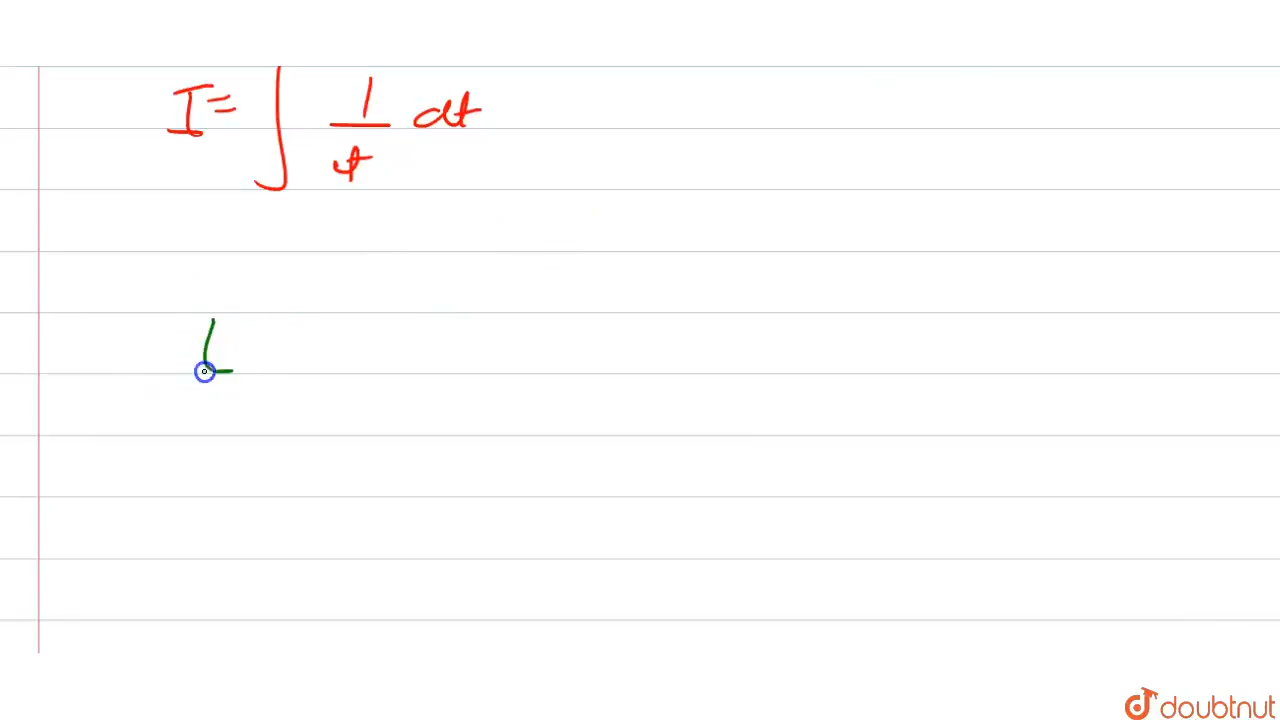 I = ∫ 1/t dt
doubtnut